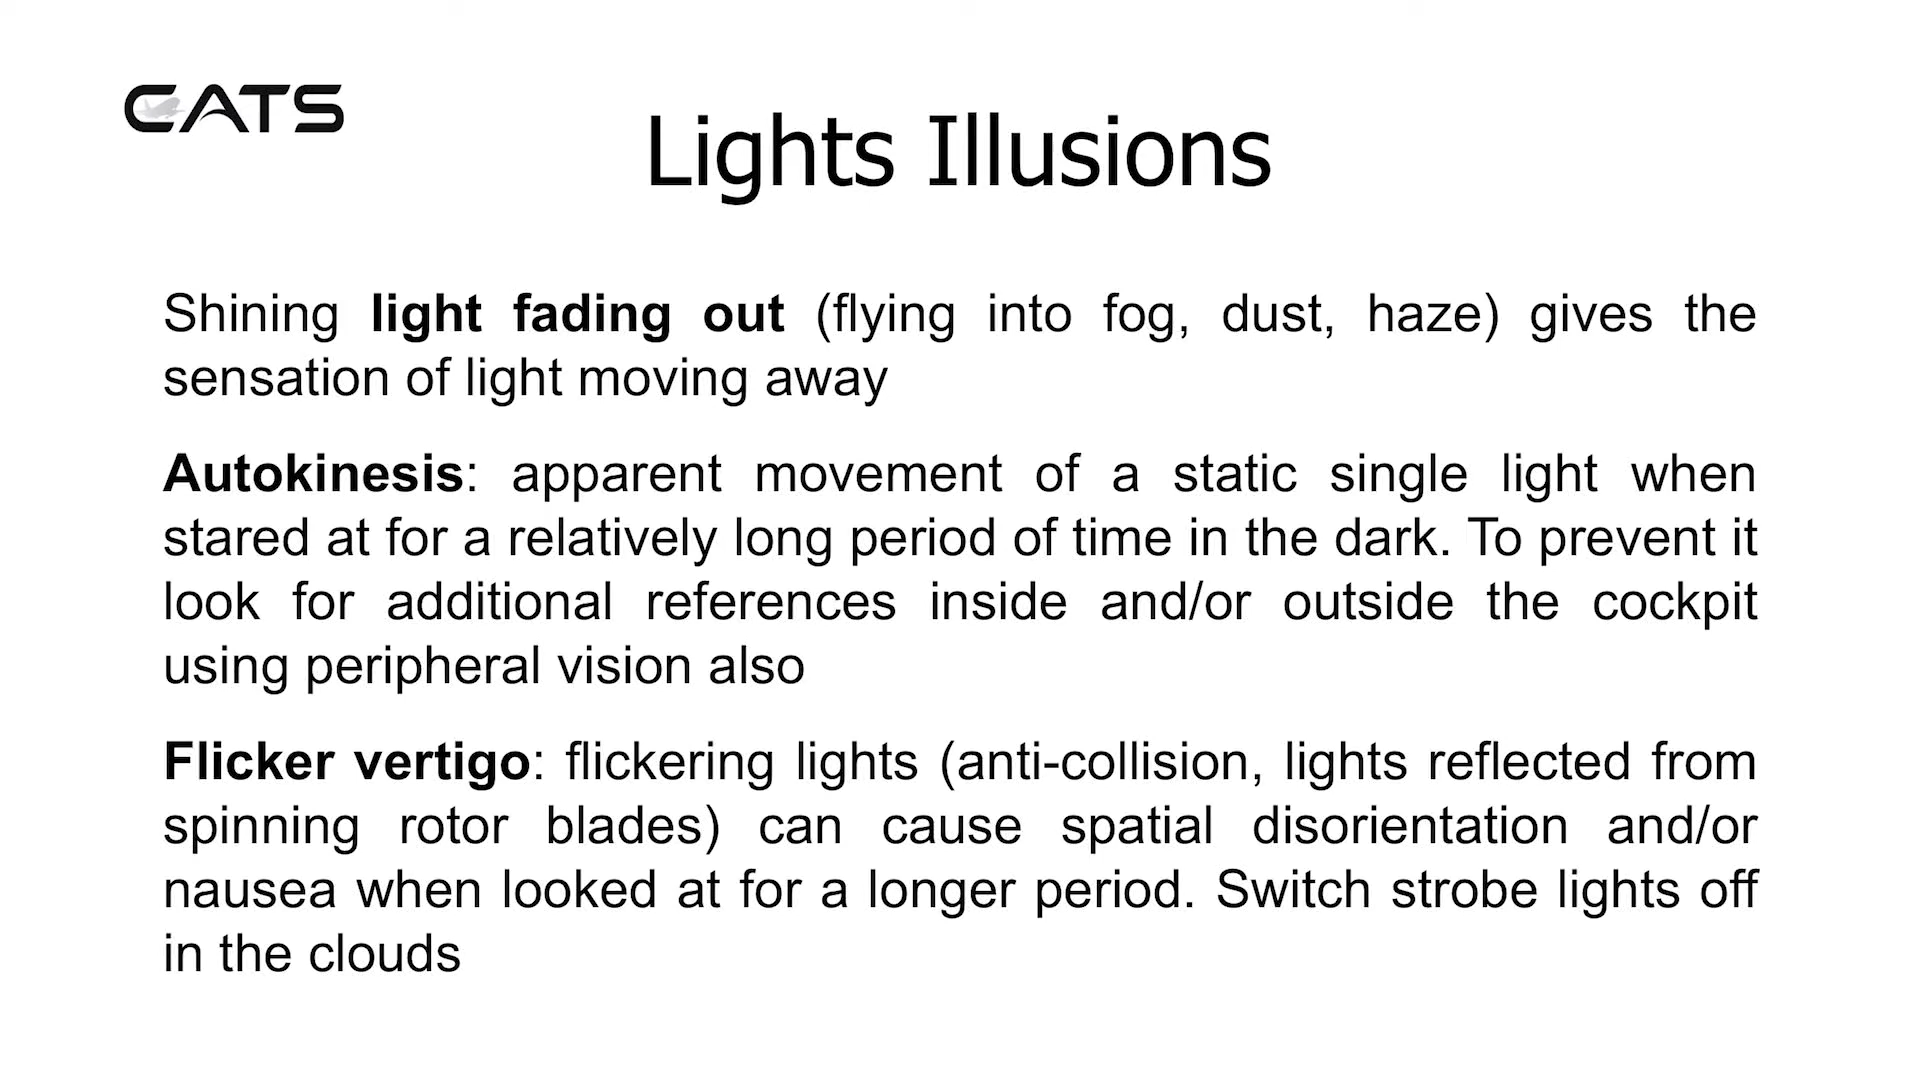 CATS
Lights Illusions
Shining light fading out (flying into fog, dust, haze) gives the
sensation of light moving away
Autokinesis: apparent movement of a static single light when
stared at for a relatively long period of time in the dark. To prevent it
look for additional references inside and/or outside the cockpit
using peripheral vision also
Flicker vertigo: flickering lights (anti-collision, lights reflected from
spinning rotor blades) can cause spatial disorientation and/or
nausea when looked at for a longer period. Switch strobe lights off
in the clouds